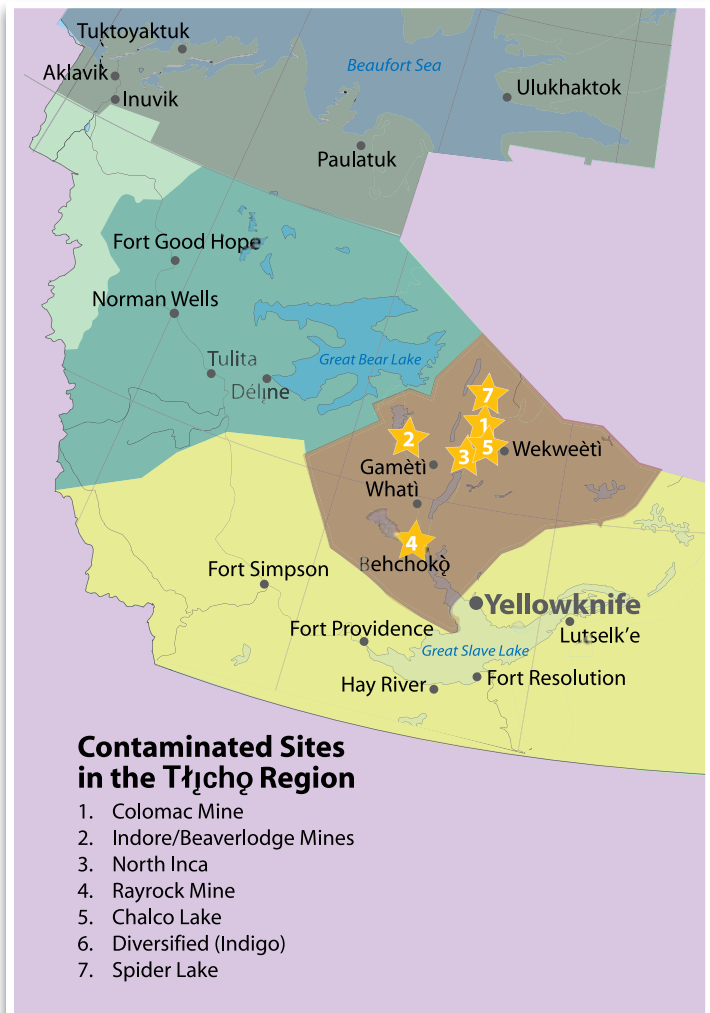 Tuktoyaktuk
Beaufort Sea
Aklavik
Ulukhaktok
Inuvik
Paulatuk
Fort Good Hope
Norman Wells
Tulita
Great Bear Lake
Délı̨ne
7
1
2
5
Wekweètì
3
Gamètì
Whatì
4
Behchokǫ̀
Fort Simpson
Yellowknife
Fort Providence
Lutselk’e
Great Slave Lake
Hay River
Fort Resolution
Contaminated Sites
in the Tłı̨chǫ Region
1. Colomac Mine
2. Indore/Beaverlodge Mines
3. North Inca
4. Rayrock Mine
5. Chalco Lake
6. Diversified (Indigo)
7. Spider Lake